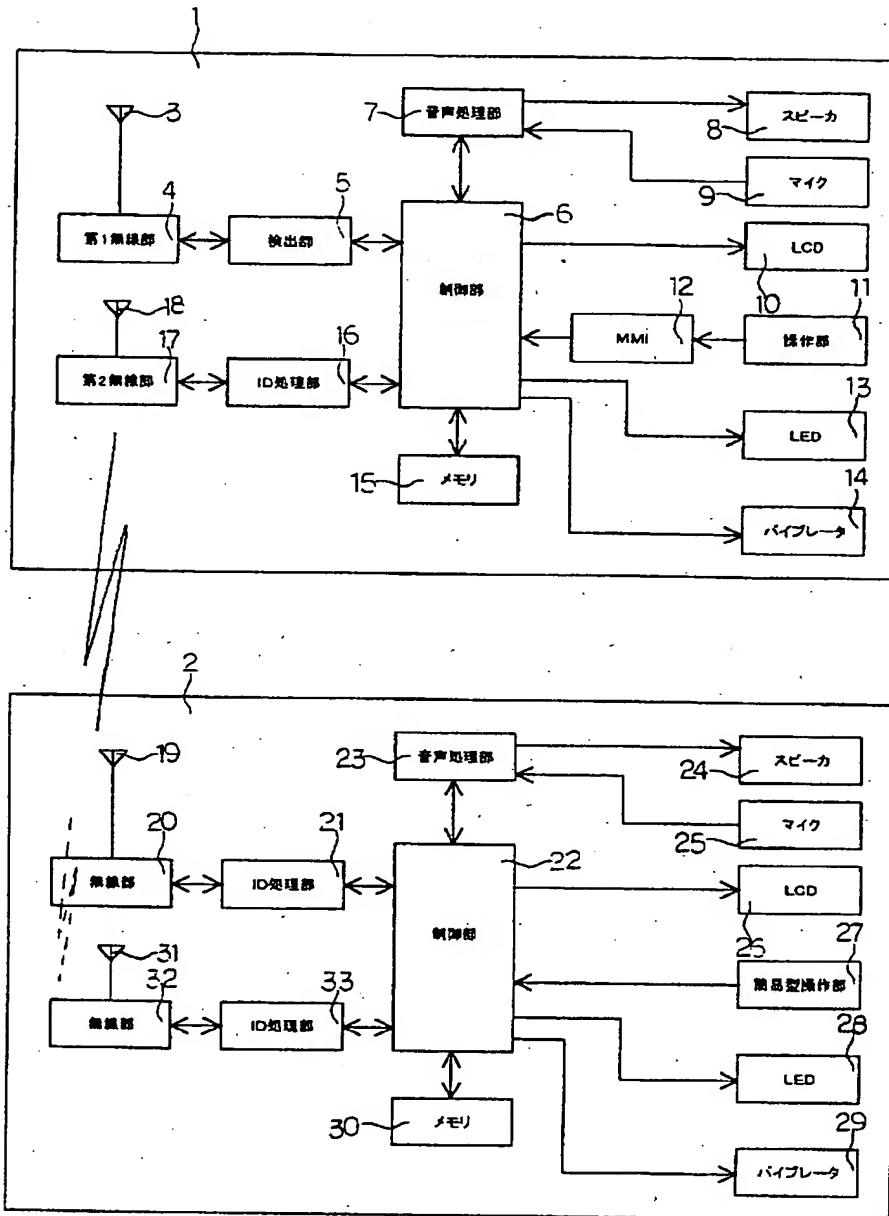 1
3
7
音声処理部
スピーカ
8
マイク
9
4
5
6
第1無線部
検出部
制御部
LCD
10
11
12
MMI
操作部
18
17
16
第2無線部
ID処理部
13
LED
15
メモリ
14
バイブレータ
2
19
23
音声処理部
スピーカ
24
マイク
25
20
21
22
無線部
ID処理部
制御部
LCD
26
27
簡易型操作部
31
32
33
無線部
ID処理部
28
LED
30
メモリ
29
バイブレータ